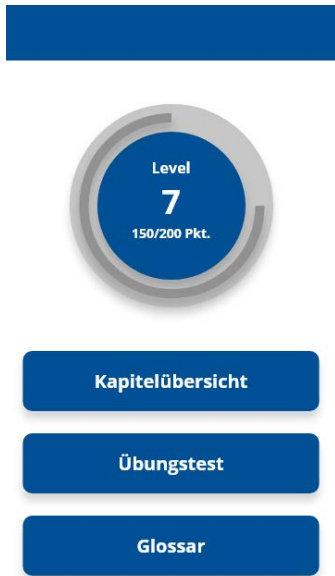 Level
7
150/200 Pkt.
Kapitelübersicht
Übungstest
Glossar